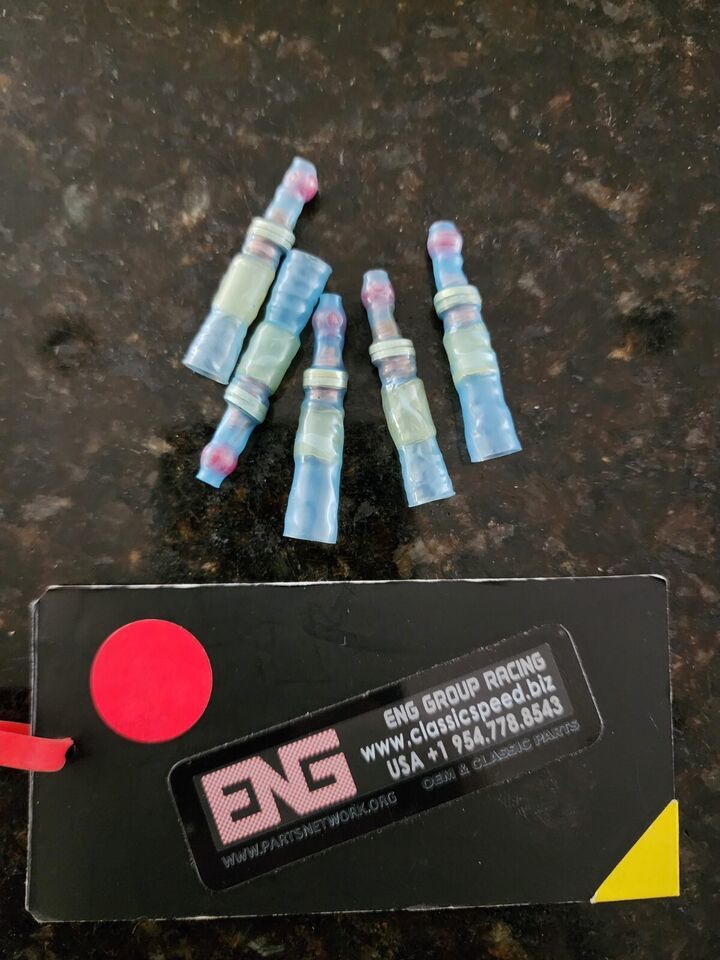 ENG
ENG GROUP RACING
www.classicspeed.biz
USA +1 954.778.8543
WWW.PARTSNETWORK.ORG
OEM & CLASSIC PARTS